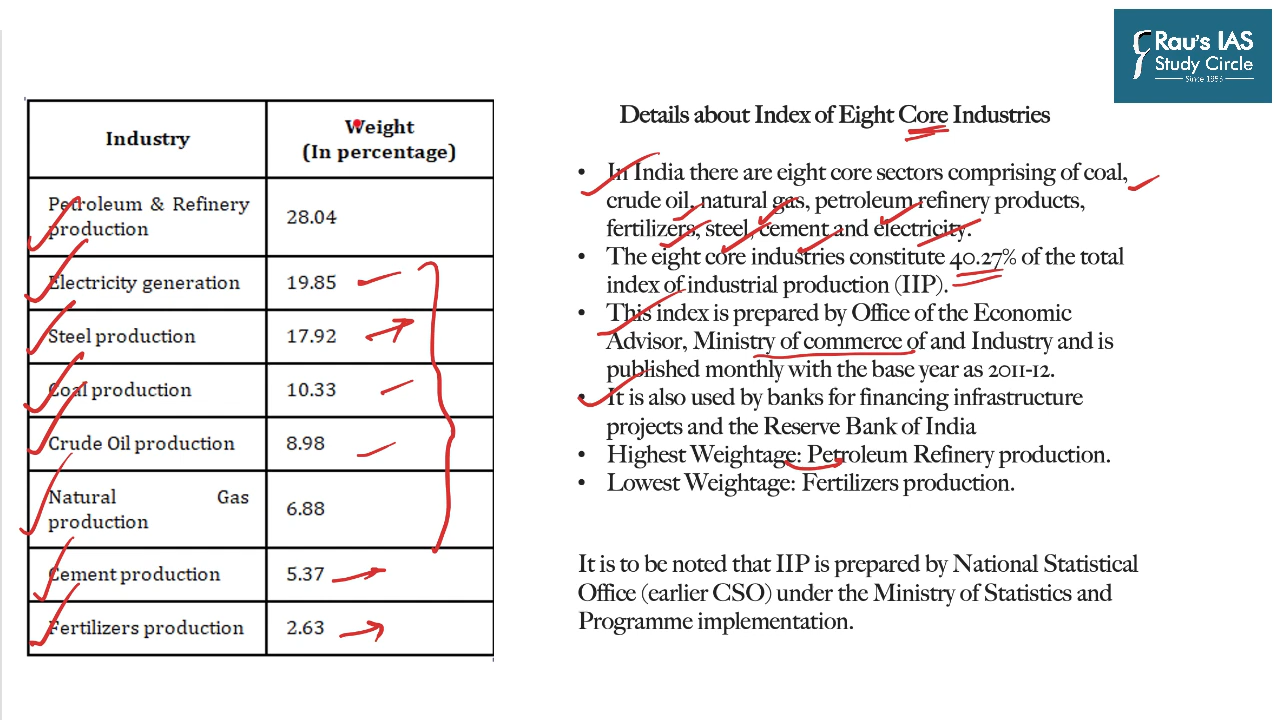 Rau's IAS
Study Circle
Since 1953
Industry
Weight
(In percentage)
Petroleum & Refinery
production
28.04
Electricity generation
19.85
Steel production
17.92
Coal production
10.33
Crude Oil production
8.98
Natural Gas
production
6.88
Cement production
5.37
Fertilizers production
2.63
Details about Index of Eight Core Industries
• In India there are eight core sectors comprising of coal,
crude oil, natural gas, petroleum refinery products,
fertilizers, steel, cement and electricity.
• The eight core industries constitute 40.27% of the total
index of industrial production (IIP).
• This index is prepared by Office of the Economic
Advisor, Ministry of commerce of and Industry and is
published monthly with the base year as 2011-12.
• It is also used by banks for financing infrastructure
projects and the Reserve Bank of India
• Highest Weightage: Petroleum Refinery production.
• Lowest Weightage: Fertilizers production.
It is to be noted that IIP is prepared by National Statistical
Office (earlier CSO) under the Ministry of Statistics and
Programme implementation.